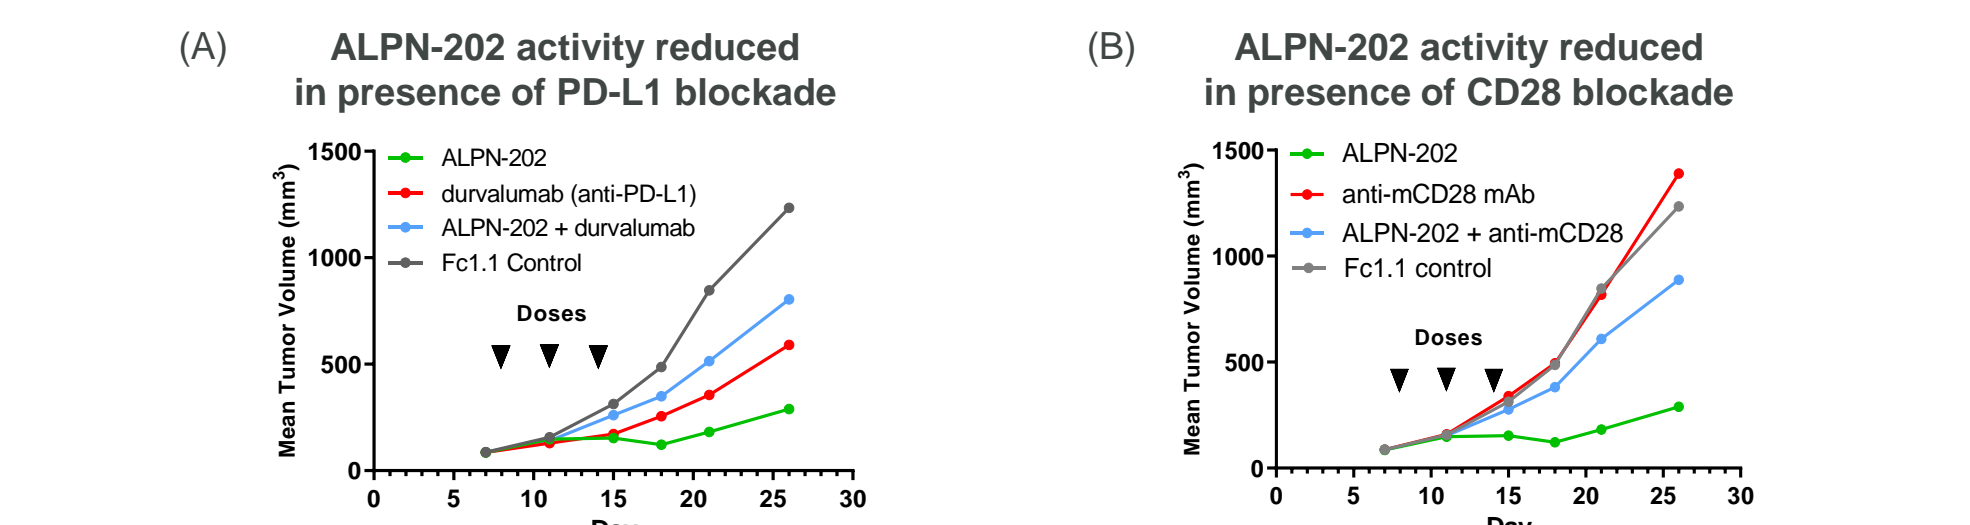 (A)
ALPN-202 activity reduced
in presence of PD-L1 blockade
1500
1000
500
0
Mean Tumor Volume (mm³)
ALPN-202
durvalumab (anti-PD-L1)
ALPN-202 + durvalumab
Fc1.1 Control
Doses
0 5 10 15 20 25 30
(B)
ALPN-202 activity reduced
in presence of CD28 blockade
1500
1000
500
0
Mean Tumor Volume (mm³)
ALPN-202
anti-mCD28 mAb
ALPN-202 + anti-mCD28
Fc1.1 control
Doses
0 5 10 15 20 25 30